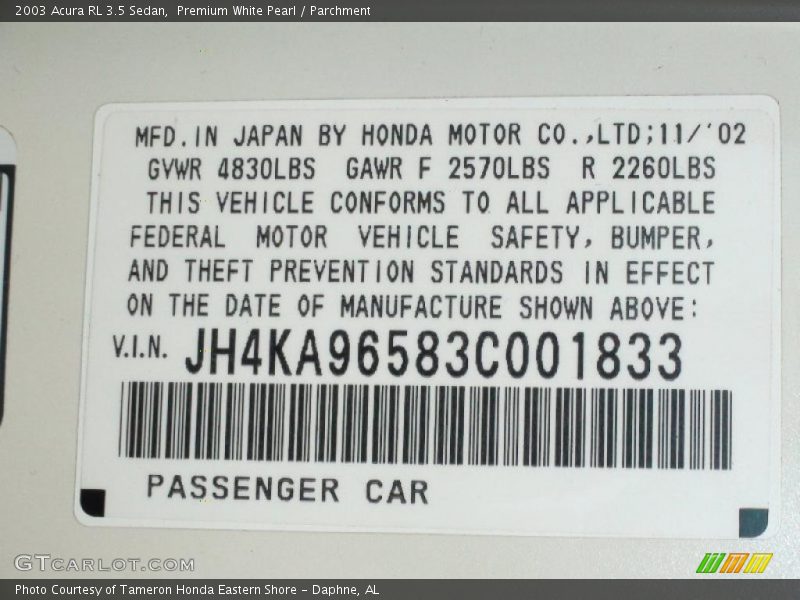 2003 Acura RL 3.5 Sedan,  Premium White Pearl / Parchment
MFD.IN JAPAN BY HONDA MOTOR CO.,LTD;11/'02
GVWR 4830LBS GAWR F 2570LBS R 2260LBS
THIS VEHICLE CONFORMS TO ALL APPLICABLE
FEDERAL MOTOR VEHICLE SAFETY, BUMPER,
AND THEFT PREVENTION STANDARDS IN EFFECT
ON THE DATE OF MANUFACTURE SHOWN ABOVE:
V.I.N. JH4KA96583C001833
PASSENGER CAR
GTCARLOT.COM
Photo Courtesy of Tameron Honda Eastern Shore – Daphne, AL